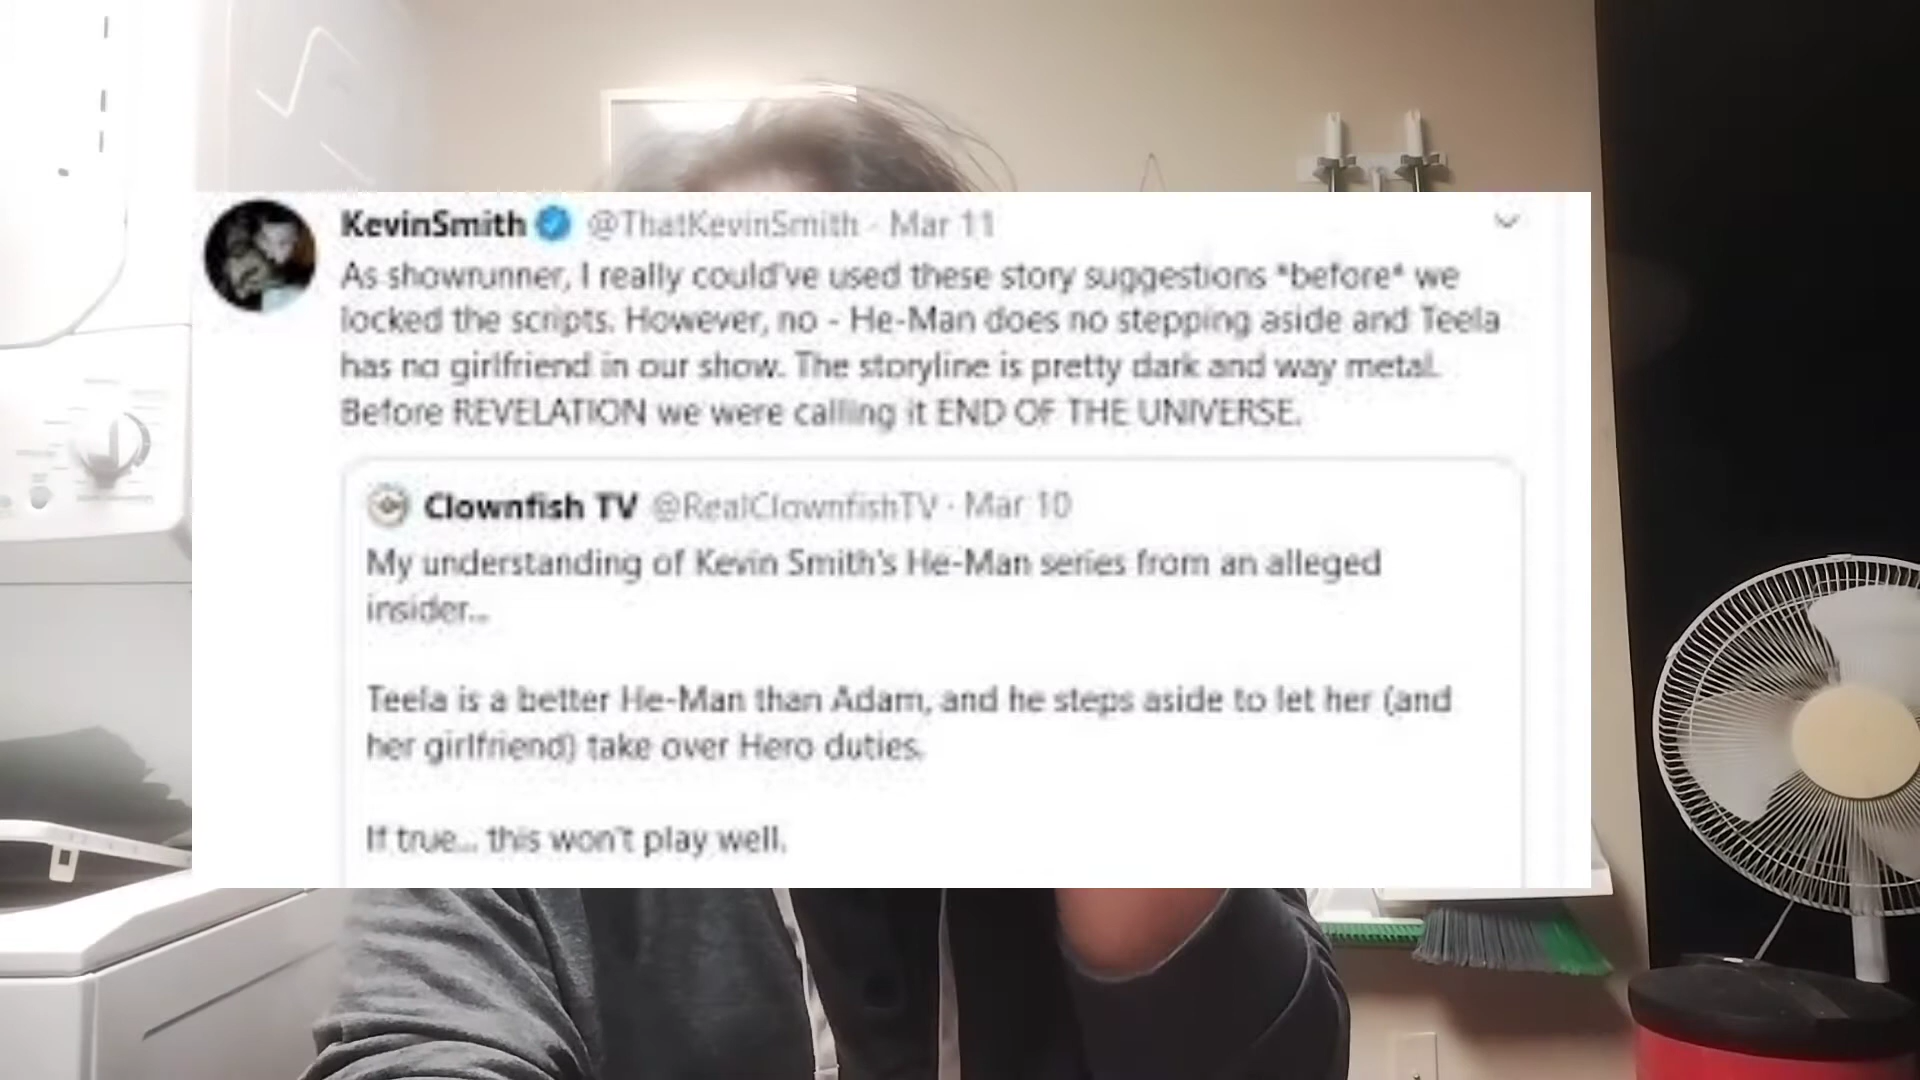 KevinSmith @ThatKevinSmith · Mar 11
As showrunner, I really could've used these story suggestions *before* we
locked the scripts. However, no - He-Man does no stepping aside and Teela
has no girlfriend in our show. The storyline is pretty dark and way metal.
Before REVELATION we were calling it END OF THE UNIVERSE.
Clownfish TV @RealClownfishTV · Mar 10
My understanding of Kevin Smith's He-Man series from an alleged
insider...
Teela is a better He-Man than Adam, and he steps aside to let her (and
her girlfriend) take over Hero duties.
If true... this won't play well.